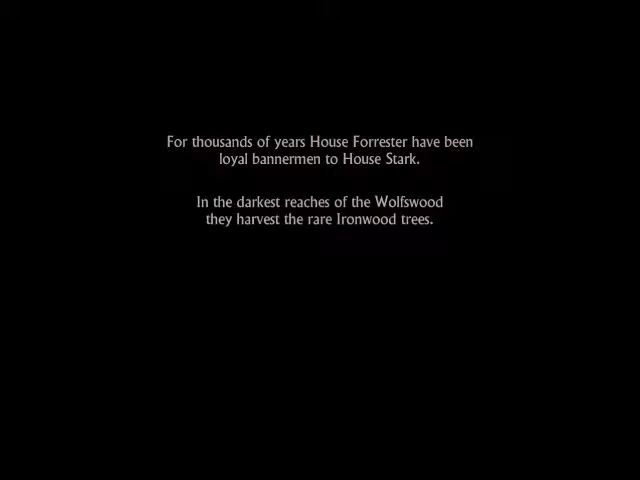 For thousands of years House Forrester have been
loyal bannermen to House Stark.
In the darkest reaches of the Wolfswood
they harvest the rare Ironwood trees.